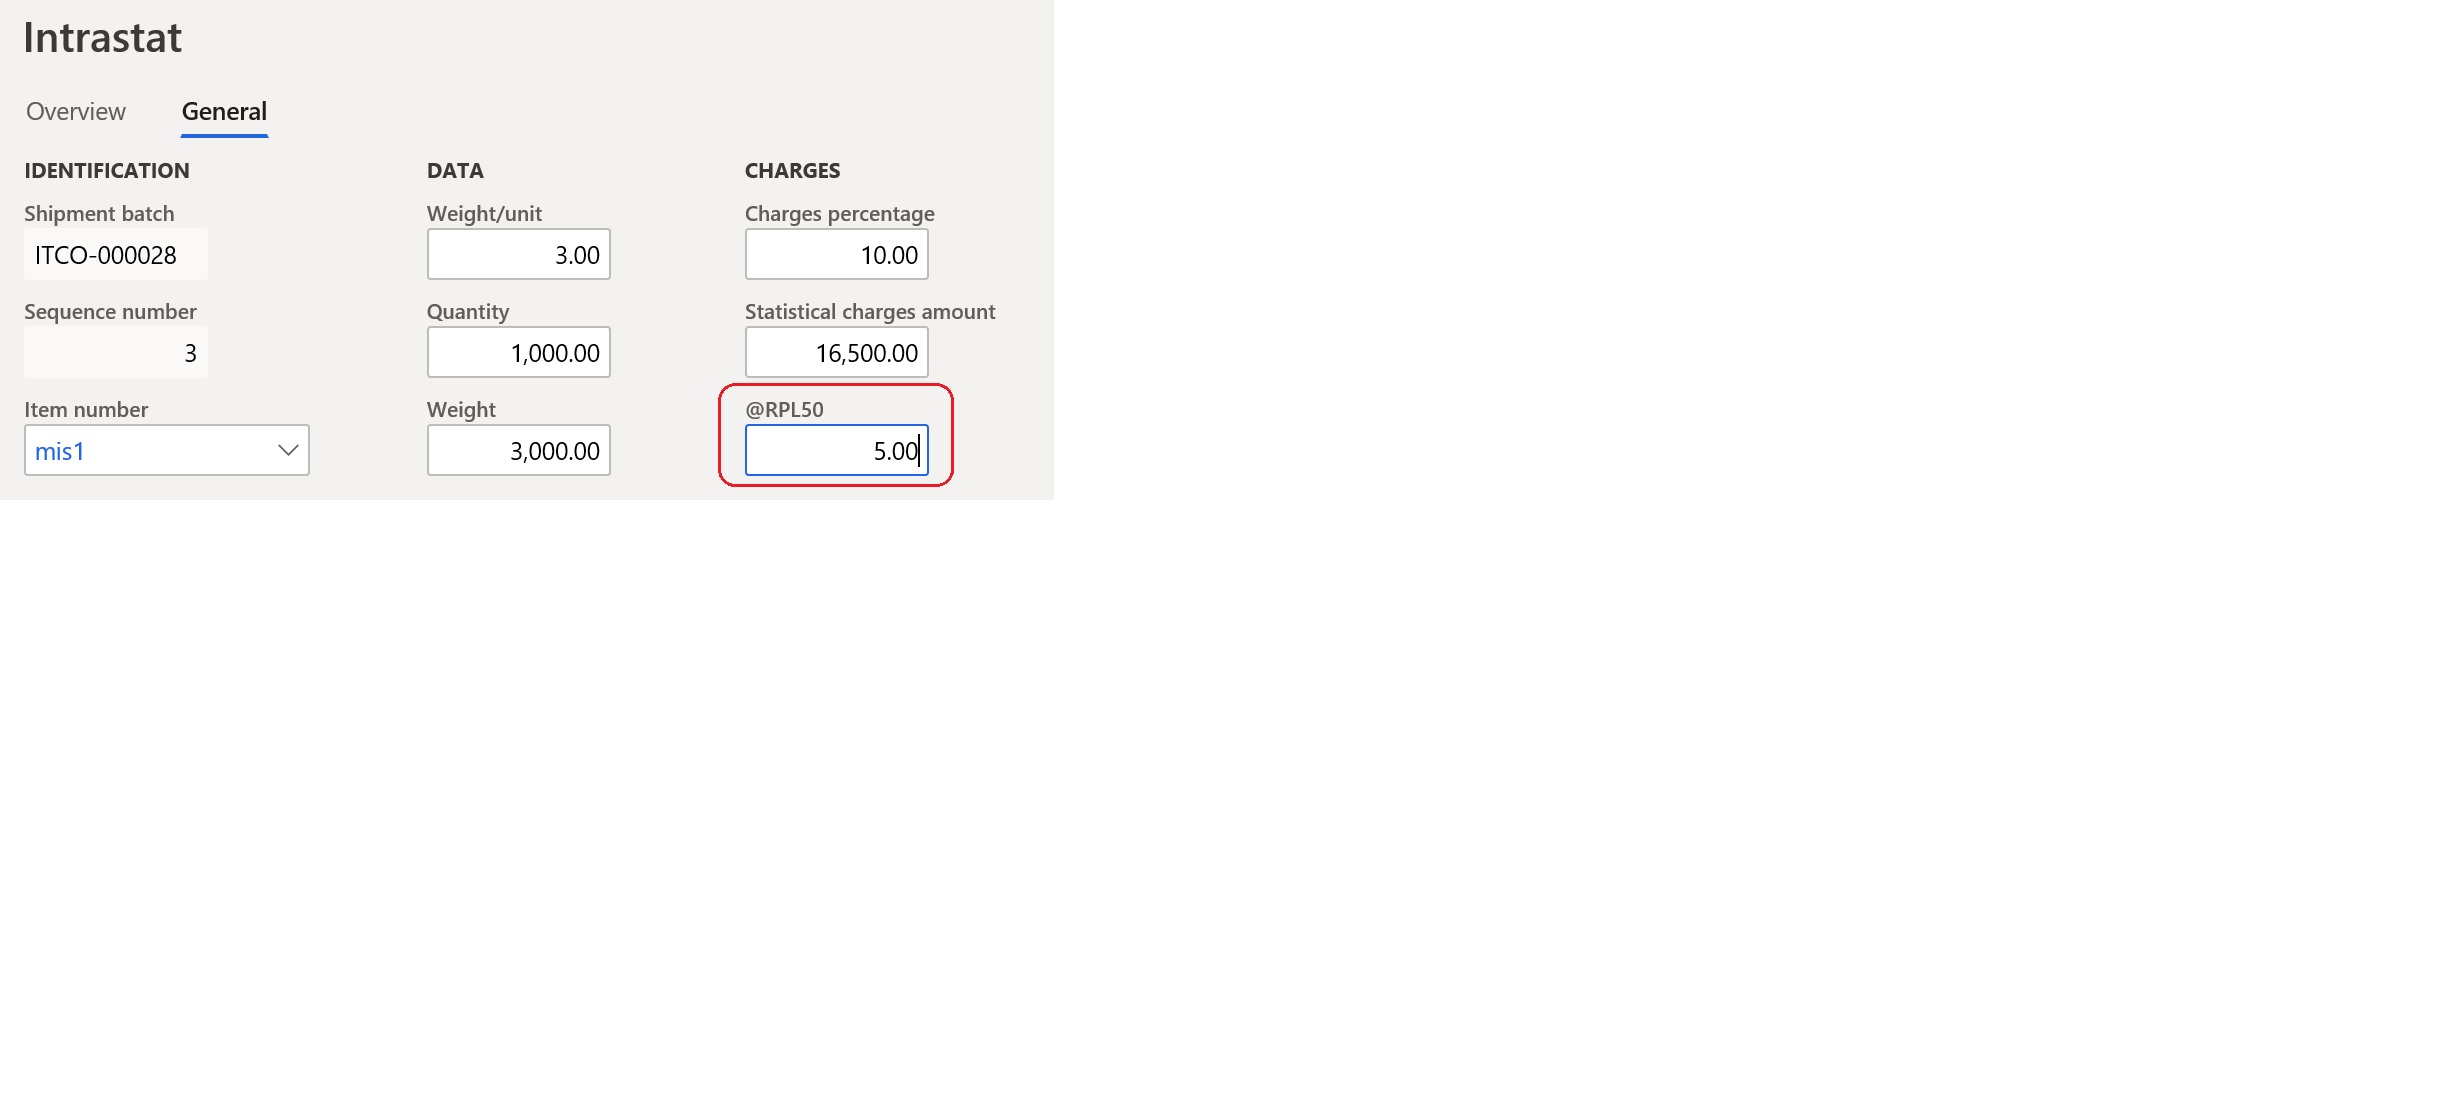 Intrastat
Overview General
IDENTIFICATION
Shipment batch
ITCO-000028
Sequence number
3
Item number
mis1
DATA
Weight/unit
3.00
Quantity
1,000.00
Weight
3,000.00
CHARGES
Charges percentage
10.00
Statistical charges amount
16,500.00
@RPL50
5.00